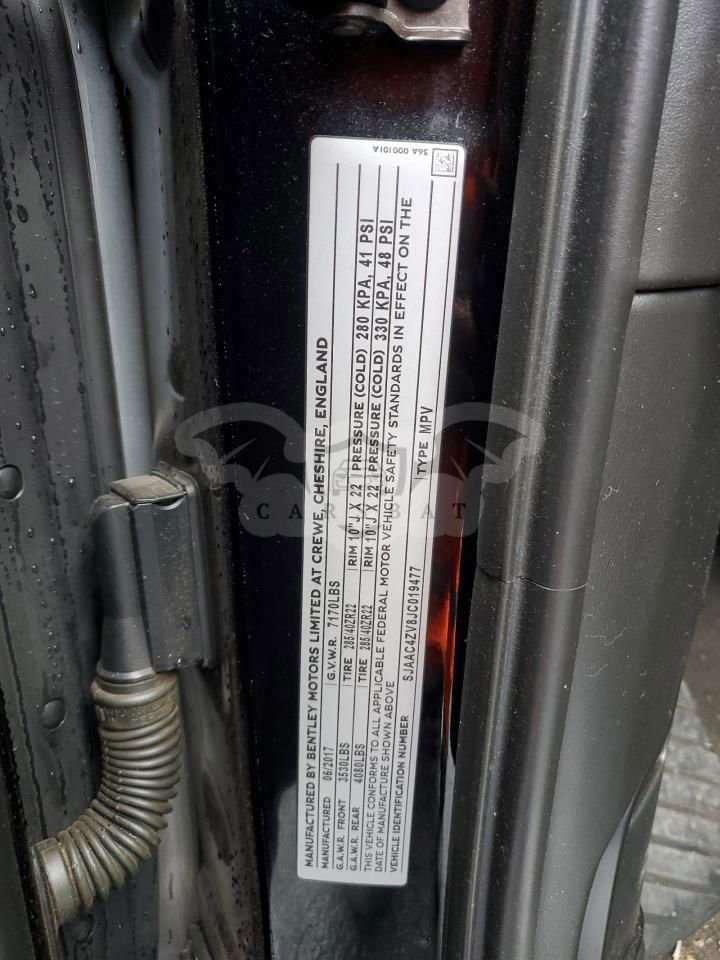 36A 000101A
MANUFACTURED BY BENTLEY MOTORS LIMITED AT CREWE, CHESHIRE, ENGLAND
MANUFACTURED 06/2017 G.V.W.R. 7170LBS
G.A.W.R. FRONT 3530LBS TIRE 285/40ZR22 RIM 10"J X 22 PRESSURE (COLD) 280 KPA, 41 PSI
G.A.W.R. REAR 4080LBS TIRE 285/40ZR22 RIM 10"J X 22 PRESSURE (COLD) 330 KPA, 48 PSI
THIS VEHICLE CONFORMS TO ALL APPLICABLE FEDERAL MOTOR VEHICLE SAFETY STANDARDS IN EFFECT ON THE
DATE OF MANUFACTURE SHOWN ABOVE
VEHICLE IDENTIFICATION NUMBER SJAAC4ZV8JC019477 TYPE MPV